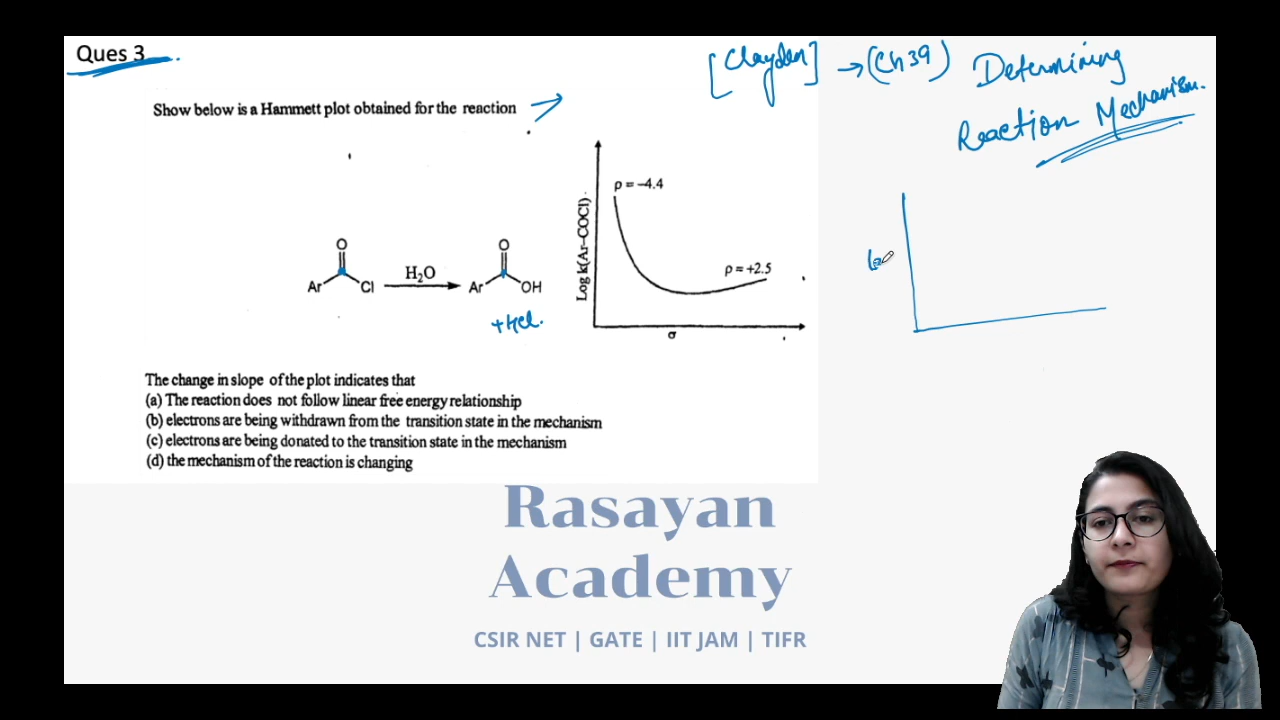 Ques 3
[Clayden] → (Ch 39) Determining
Reaction Mechanism.
Show below is a Hammett plot obtained for the reaction
ρ = –4.4
Log k(Ar–COCl)
ρ = +2.5
σ
O
Ar
Cl
H₂O
O
Ar
OH
+HCl.
The change in slope of the plot indicates that
(a) The reaction does not follow linear free energy relationship
(b) electrons are being withdrawn from the transition state in the mechanism
(c) electrons are being donated to the transition state in the mechanism
(d) the mechanism of the reaction is changing
Rasayan
Academy
CSIR NET | GATE | IIT JAM | TIFR